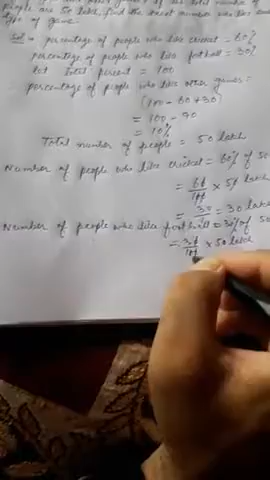 people are 50 lakh, find the exact number who like each
type of game.
Sol → percentage of people who like cricket = 60%
percentage of people who like football = 30%
let total percent = 100
∴ percentage of people who like other games =
(100 - 60+30)
= 100 - 90
= 10%
Total number of people = 50 lakh
Number of people who like cricket = 60% of 50
= 60/100 × 50 lakh
= 30/1 = 30 lakh
Number of people who like football = 30% of 50
= 30/100 × 50 lakh